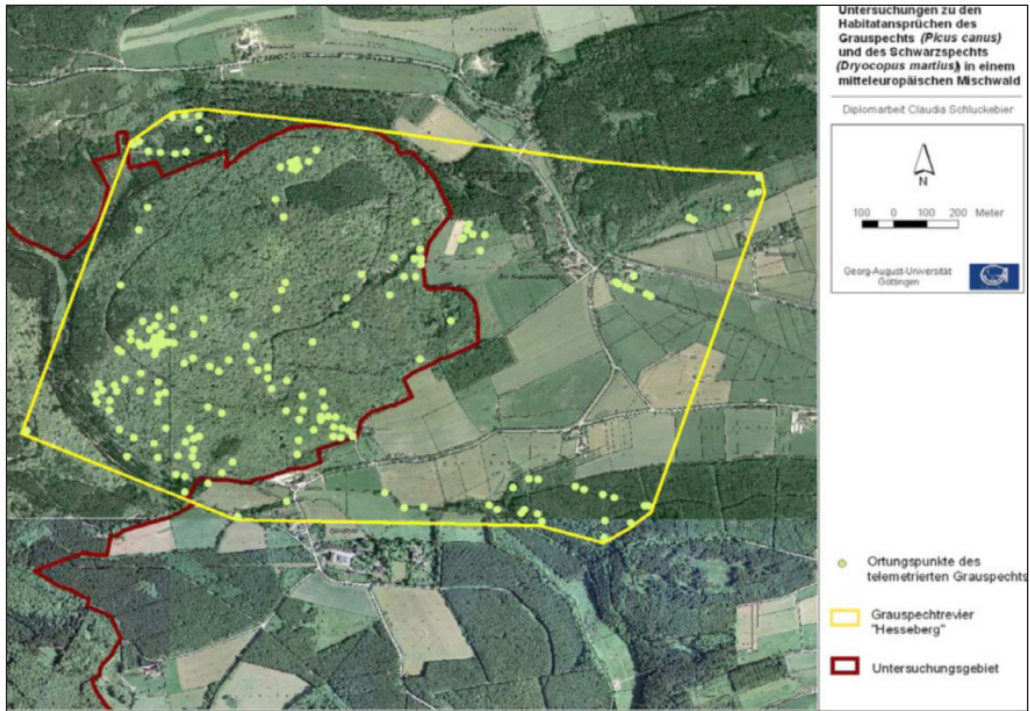 Untersuchungen zu den
Habitatansprüchen des
Grauspechts (Picus canus)
und des Schwarzspechts
(Dryocopus martius) in einem
mitteleuropäischen Mischwald
Diplomarbeit Claudia Schluckebier
N
100 0 100 200 Meter
Georg-August-Universität
Göttingen
Ortungspunkte des
telemetrierten Grauspechts
Grauspechtrevier
"Hesseberg"
Untersuchungsgebiet